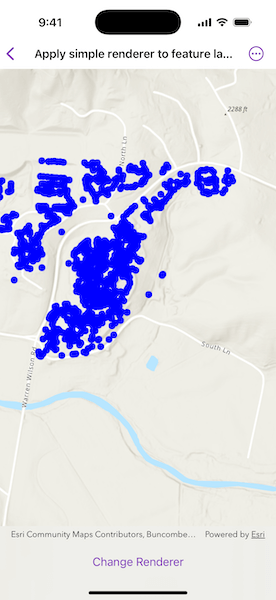 9:41
Apply simple renderer to feature la...
2288 ft
North Ln
South Ln
Warren Wilson Rd
Esri Community Maps Contributors, Buncombe... Powered by Esri
Change Renderer